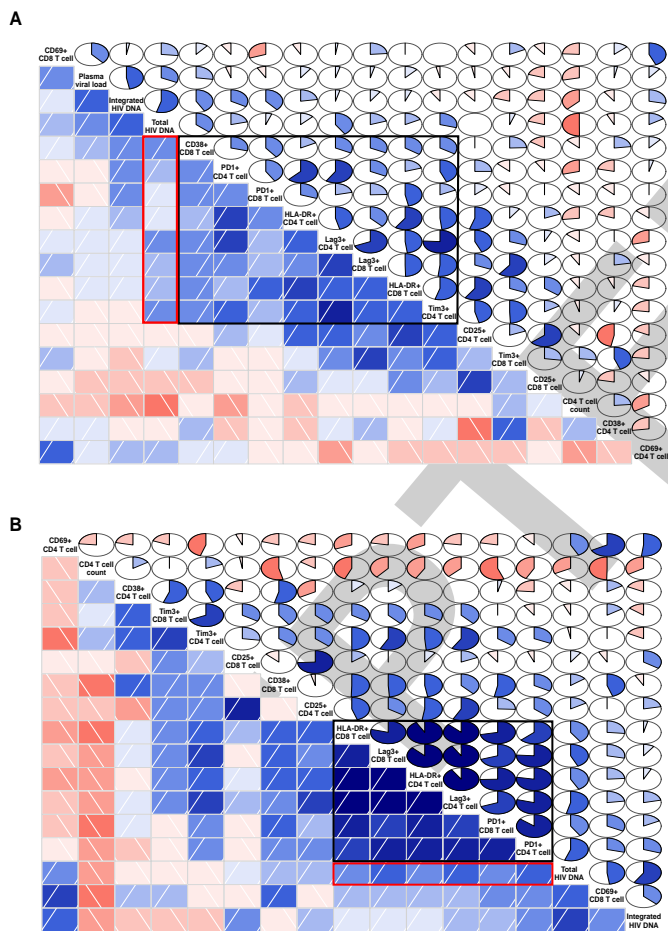 A
CD69+
CD8 T cell
Plasma
viral load
Integrated
HIV DNA
Total
HIV DNA
CD38+
CD8 T cell
PD1+
CD4 T cell
PD1+
CD8 T cell
HLA-DR+
CD4 T cell
Lag3+
CD4 T cell
Lag3+
CD8 T cell
HLA-DR+
CD8 T cell
Tim3+
CD4 T cell
CD25+
CD4 T cell
Tim3+
CD8 T cell
CD25+
CD8 T cell
CD4 T cell
count
CD38+
CD4 T cell
CD69+
CD4 T cell
B
CD69+
CD4 T cell
CD4 T cell
count
CD38+
CD4 T cell
Tim3+
CD8 T cell
Tim3+
CD4 T cell
CD25+
CD8 T cell
CD38+
CD8 T cell
CD25+
CD4 T cell
HLA-DR+
CD8 T cell
Lag3+
CD8 T cell
HLA-DR+
CD4 T cell
Lag3+
CD4 T cell
PD1+
CD8 T cell
PD1+
CD4 T cell
Total
HIV DNA
CD69+
CD8 T cell
Integrated
HIV DNA